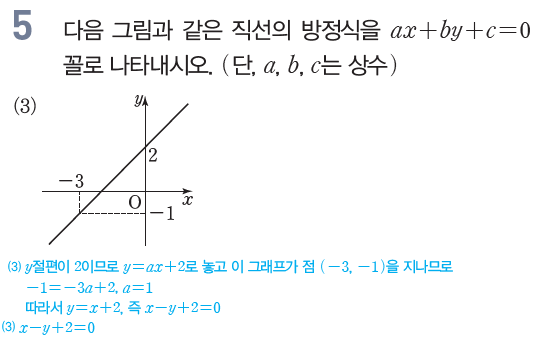 5 다음 그림과 같은 직선의 방정식을 ax+by+c=0
꼴로 나타내시오. (단, a, b, c는 상수)
(3)
y
2
-3
O
x
-1
(3) y절편이 2이므로 y=ax+2로 놓고 이 그래프가 점 (-3, -1)을 지나므로
-1=-3a+2, a=1
따라서 y=x+2, 즉 x-y+2=0
(3) x-y+2=0